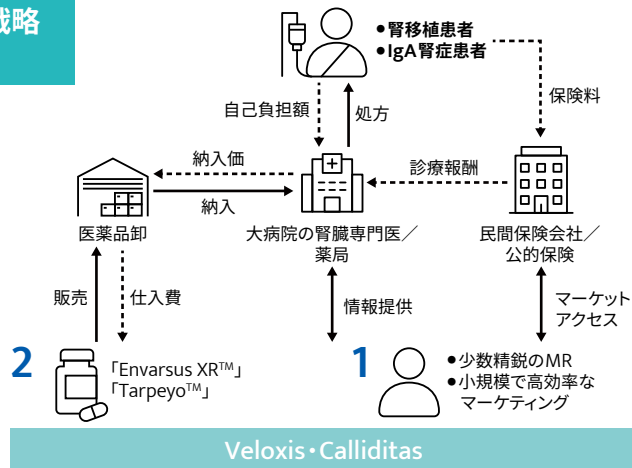 戦略
●腎移植患者
●IgA腎症患者
自己負担額
処方
保険料
納入価
納入
診療報酬
医薬品卸
大病院の腎臓専門医／
薬局
民間保険会社／
公的保険
販売
仕入費
情報提供
マーケット
アクセス
2
「Envarsus XR™」
「Tarpeyo™」
1
●少数精鋭のMR
●小規模で高効率な
マーケティング
Veloxis・Calliditas